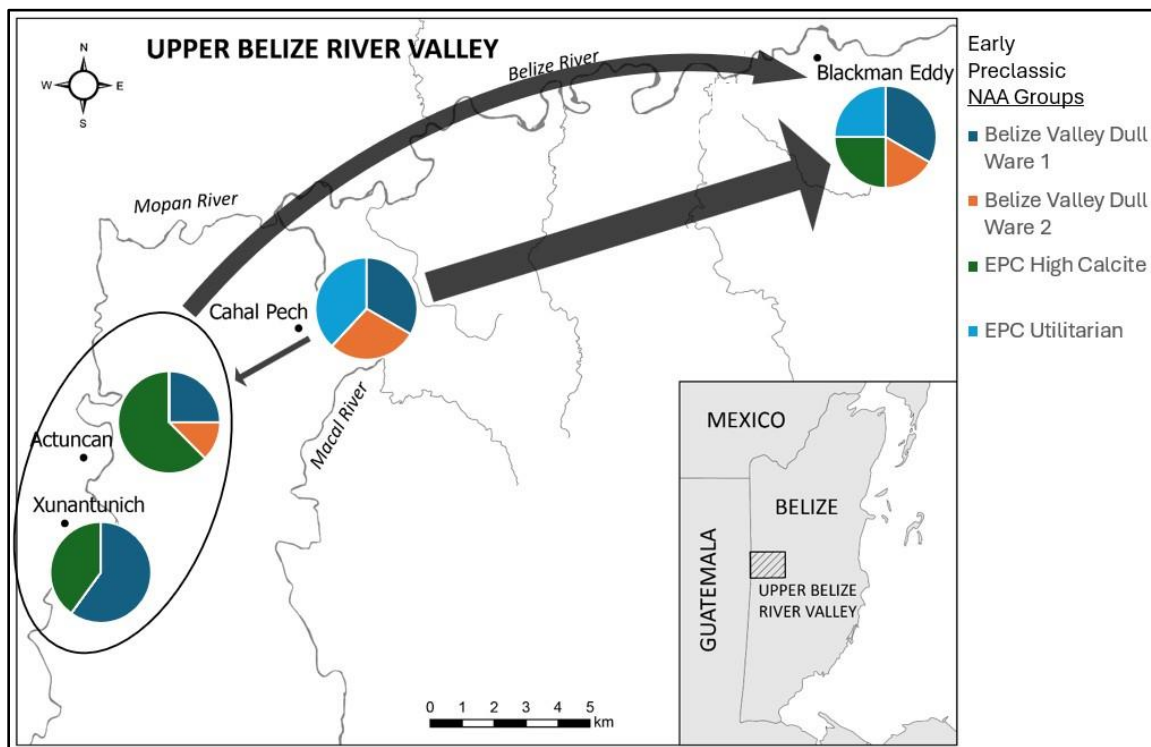 UPPER BELIZE RIVER VALLEY
N
W
E
S
Belize River
Blackman Eddy
Mopan River
Cahal Pech
Macal River
Actuncan
Xunantunich
0 1 2 3 4 5
km
MEXICO
BELIZE
GUATEMALA
UPPER BELIZE
RIVER VALLEY
Early
Preclassic
NAA Groups
Belize Valley Dull
Ware 1
Belize Valley Dull
Ware 2
EPC High Calcite
EPC Utilitarian